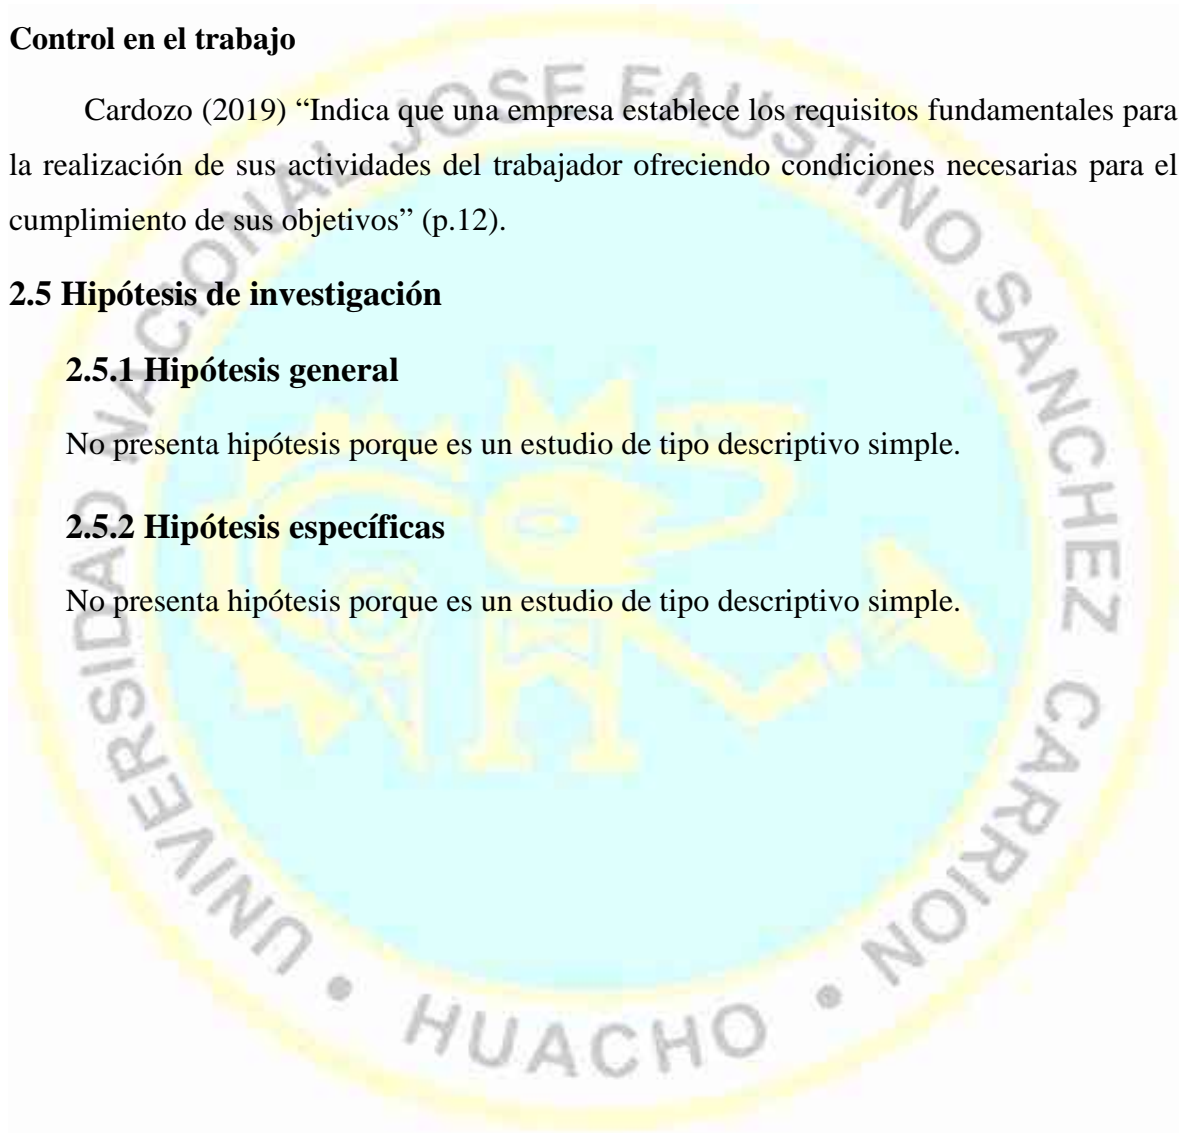 Control en el trabajo
Cardozo (2019) “Indica que una empresa establece los requisitos fundamentales para
la realización de sus actividades del trabajador ofreciendo condiciones necesarias para el
cumplimiento de sus objetivos” (p.12).
2.5 Hipótesis de investigación
2.5.1 Hipótesis general
No presenta hipótesis porque es un estudio de tipo descriptivo simple.
2.5.2 Hipótesis específicas
No presenta hipótesis porque es un estudio de tipo descriptivo simple.
UNIVERSIDAD NACIONAL JOSE FAUSTINO SANCHEZ CARRION
• HUACHO •